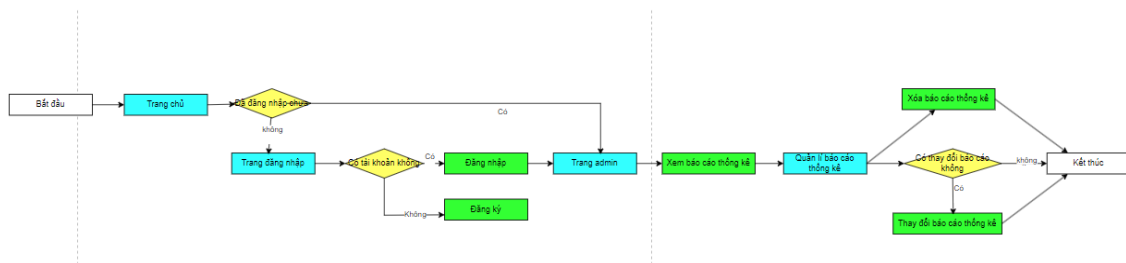 Bắt đầu
Trang chủ
Đã đăng nhập chưa
Có
không
Trang đăng nhập
Có tài khoản không
Có
Đăng nhập
Trang admin
Không
Đăng ký
Xem báo cáo thống kê
Quản lí báo cáo
thống kê
Xóa báo cáo thống kê
Có thay đổi báo cáo
không
không
Có
Thay đổi báo cáo thống kê
Kết thúc